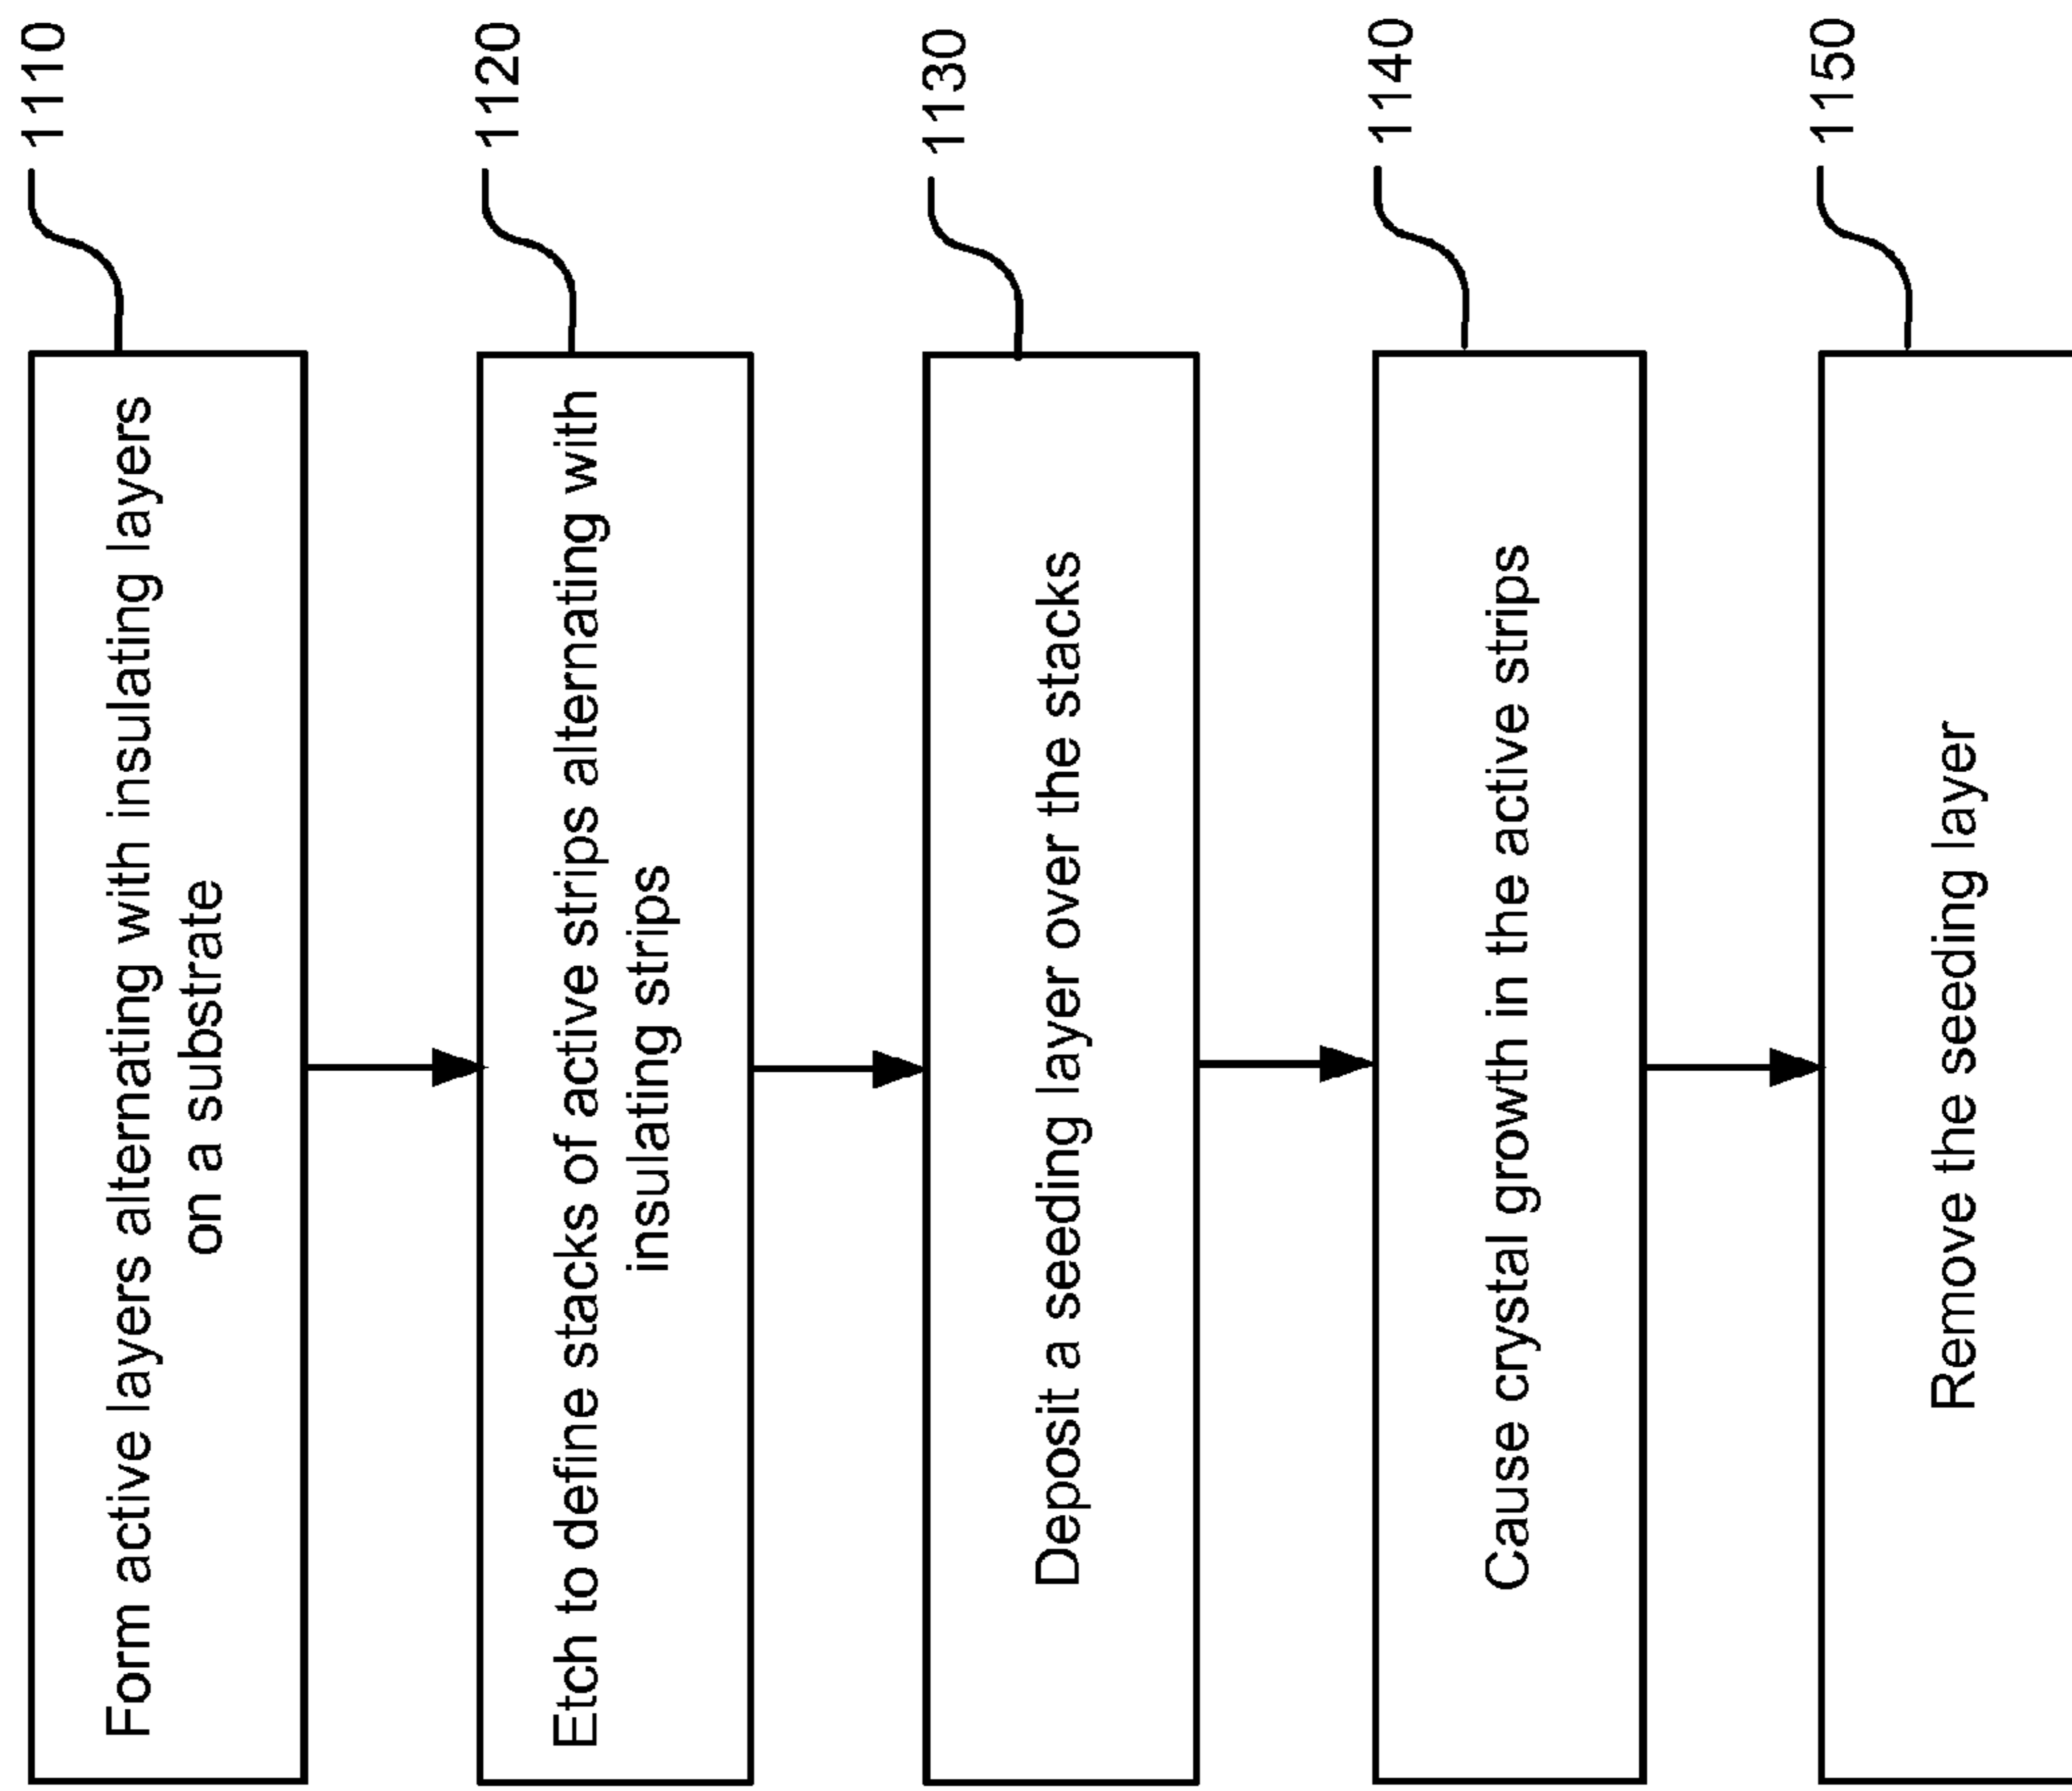 1110
Form active layers alternating with insulating layers
on a substrate
1120
Etch to define stacks of active strips alternating with
insulating strips
1130
Deposit a seeding layer over the stacks
1140
Cause crystal growth in the active strips
1150
Remove the seeding layer